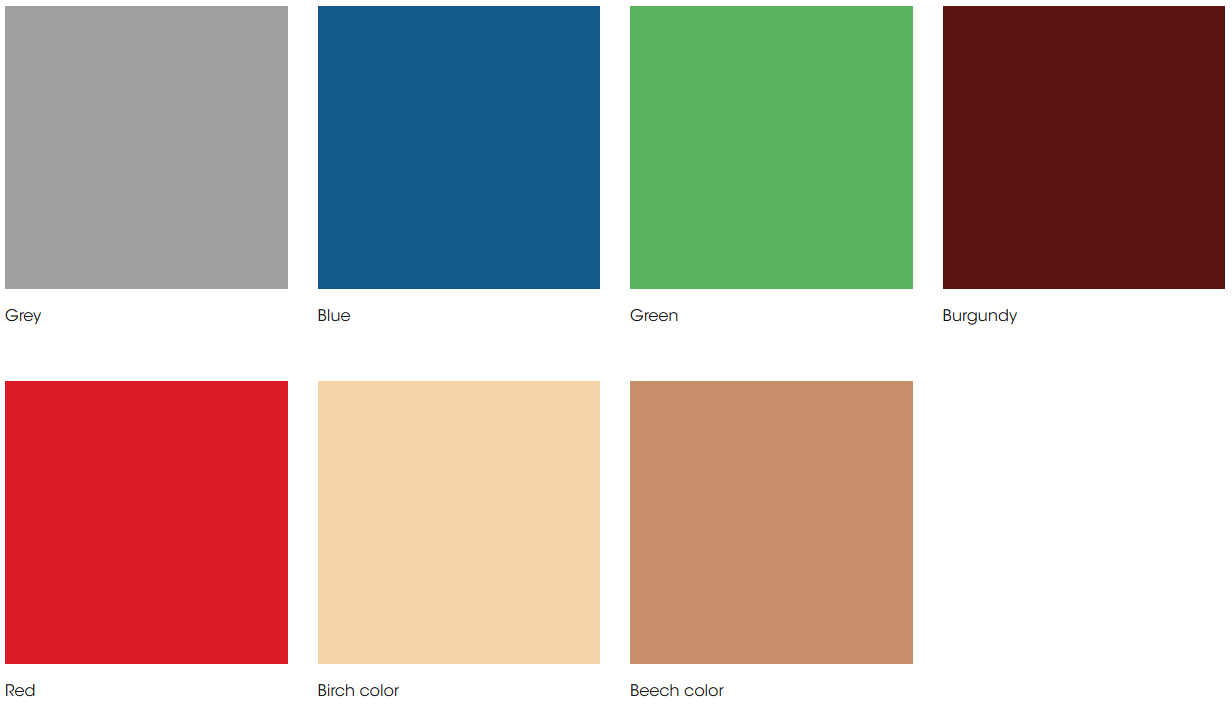 Grey
Blue
Green
Burgundy
Red
Birch color
Beech color